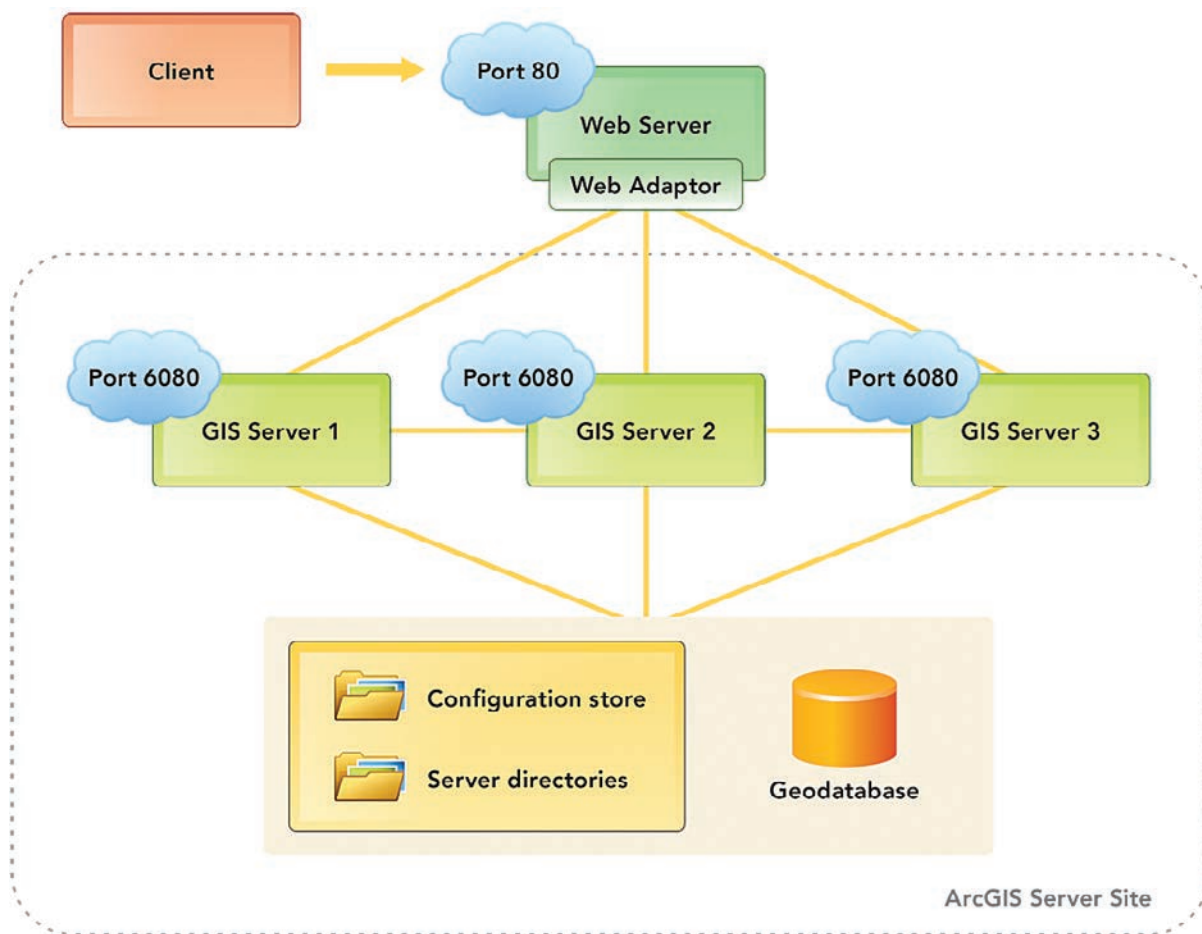 Client
Port 80
Web Server
Web Adaptor
Port 6080
GIS Server 1
Port 6080
GIS Server 2
Port 6080
GIS Server 3
Configuration store
Server directories
Geodatabase
ArcGIS Server Site